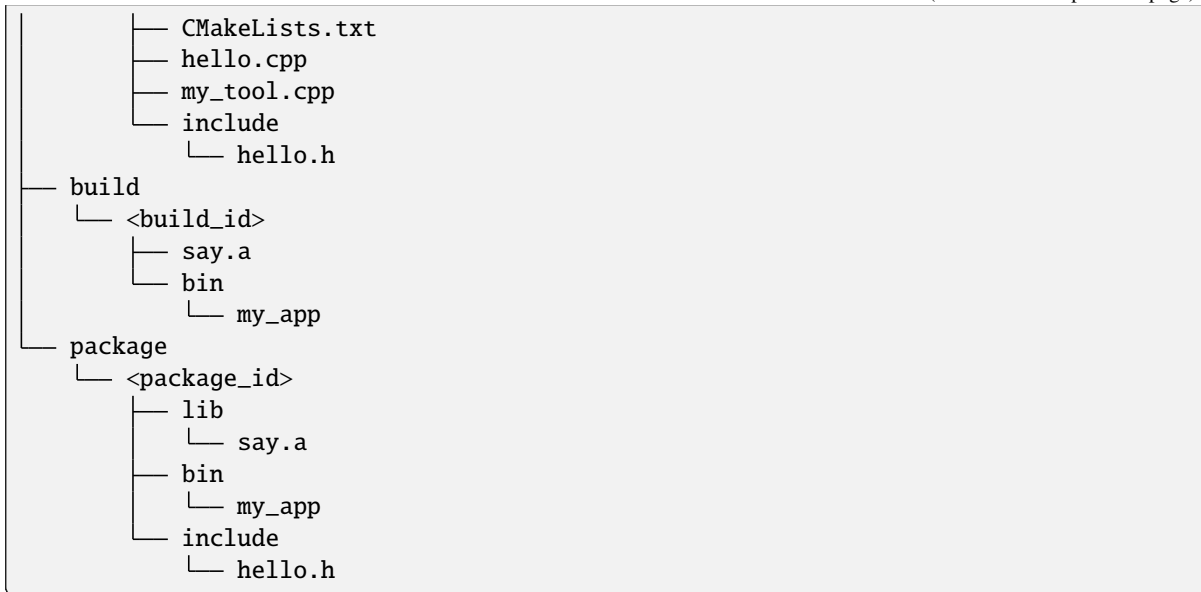 │       ├── CMakeLists.txt
│       ├── hello.cpp
│       ├── my_tool.cpp
│       └── include
│           └── hello.h
├── build
│   └── <build_id>
│       ├── say.a
│       └── bin
│           └── my_app
└── package
    └── <package_id>
        ├── lib
        │   └── say.a
        ├── bin
        │   └── my_app
        └── include
            └── hello.h